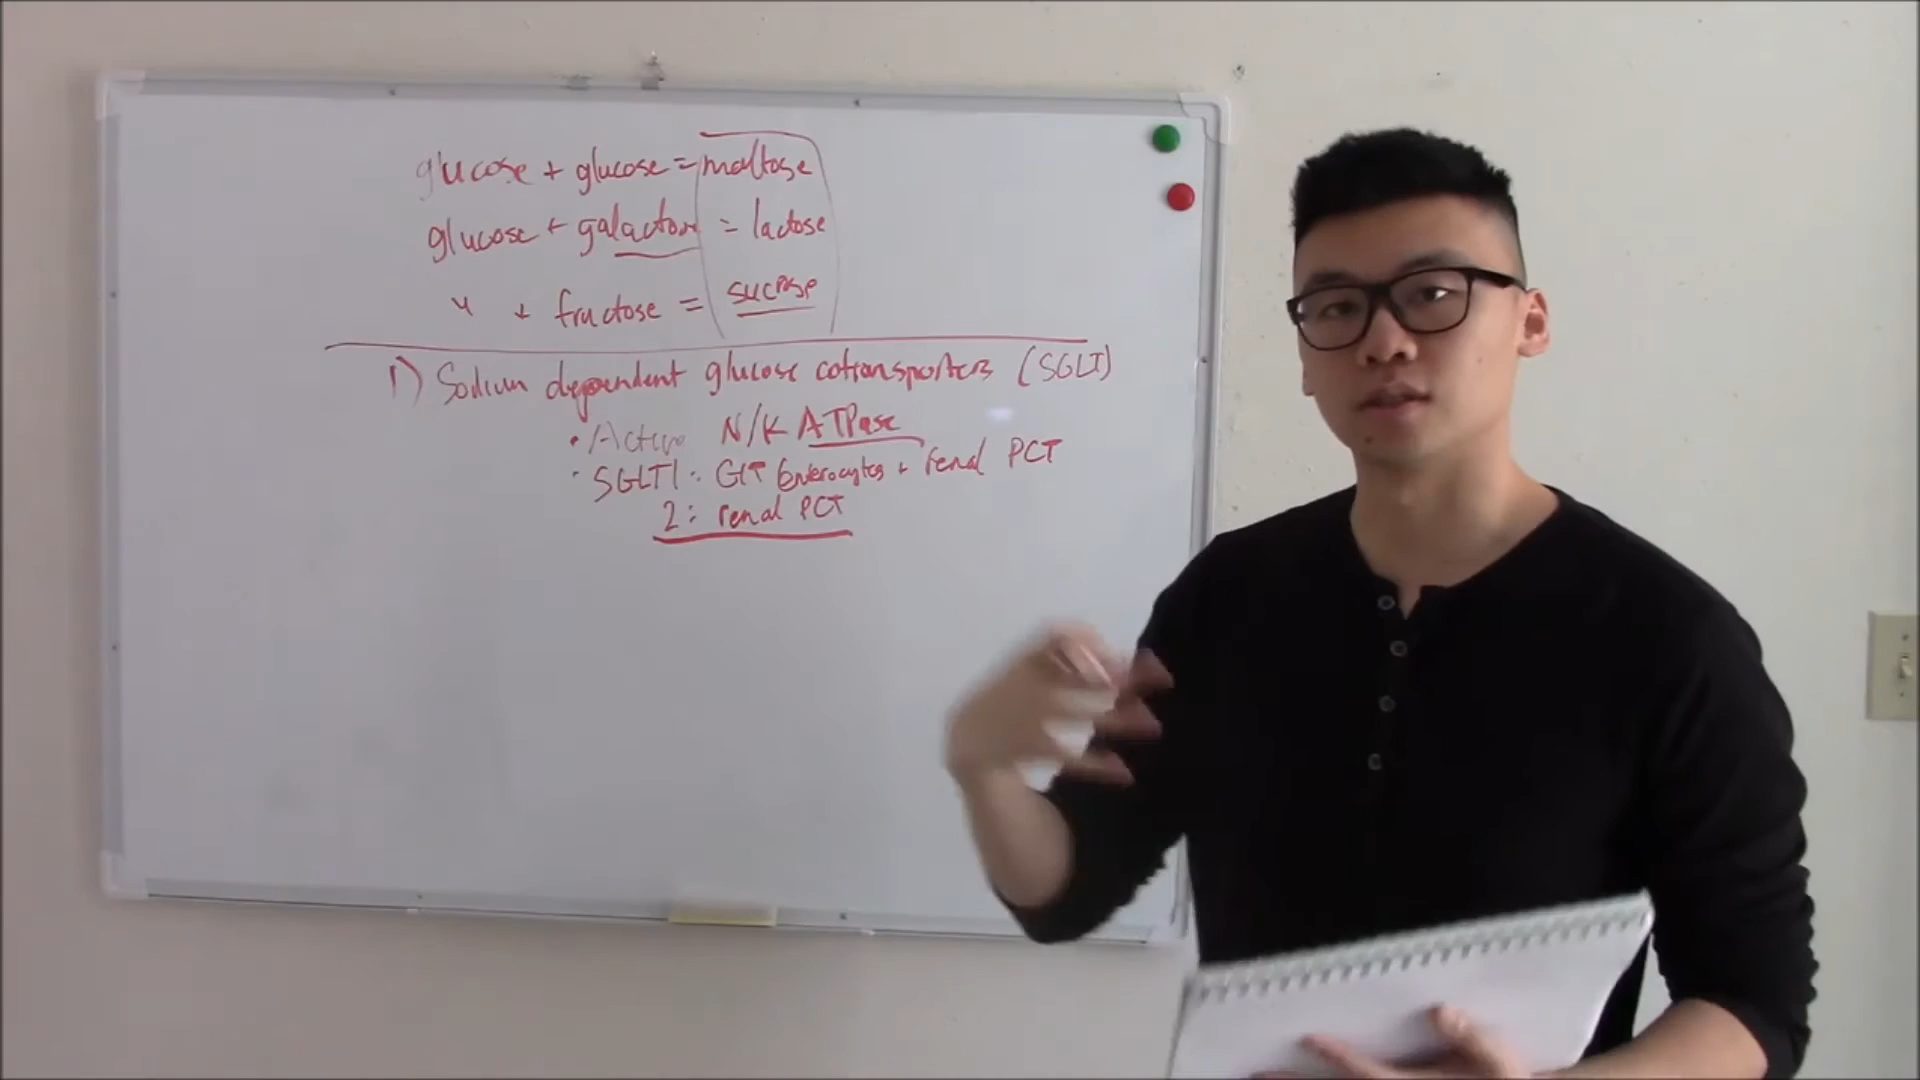 glucose + glucose = maltose
glucose + galactose = lactose
" + fructose = sucrose
1) Sodium dependent glucose cotransporters (SGLT)
• Active N/K ATPase
• SGLT1: GIT Enterocytes + renal PCT
2: renal PCT